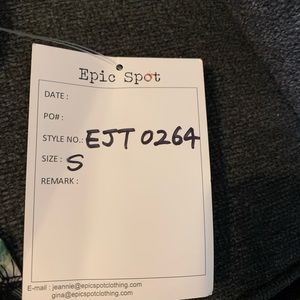 Epic Spot
DATE :
PO# :
STYLE NO.: EJT 0264
SIZE : S
REMARK :
E-mail : jeannie@epicspotclothing.com
gina@epicspotclothing.com